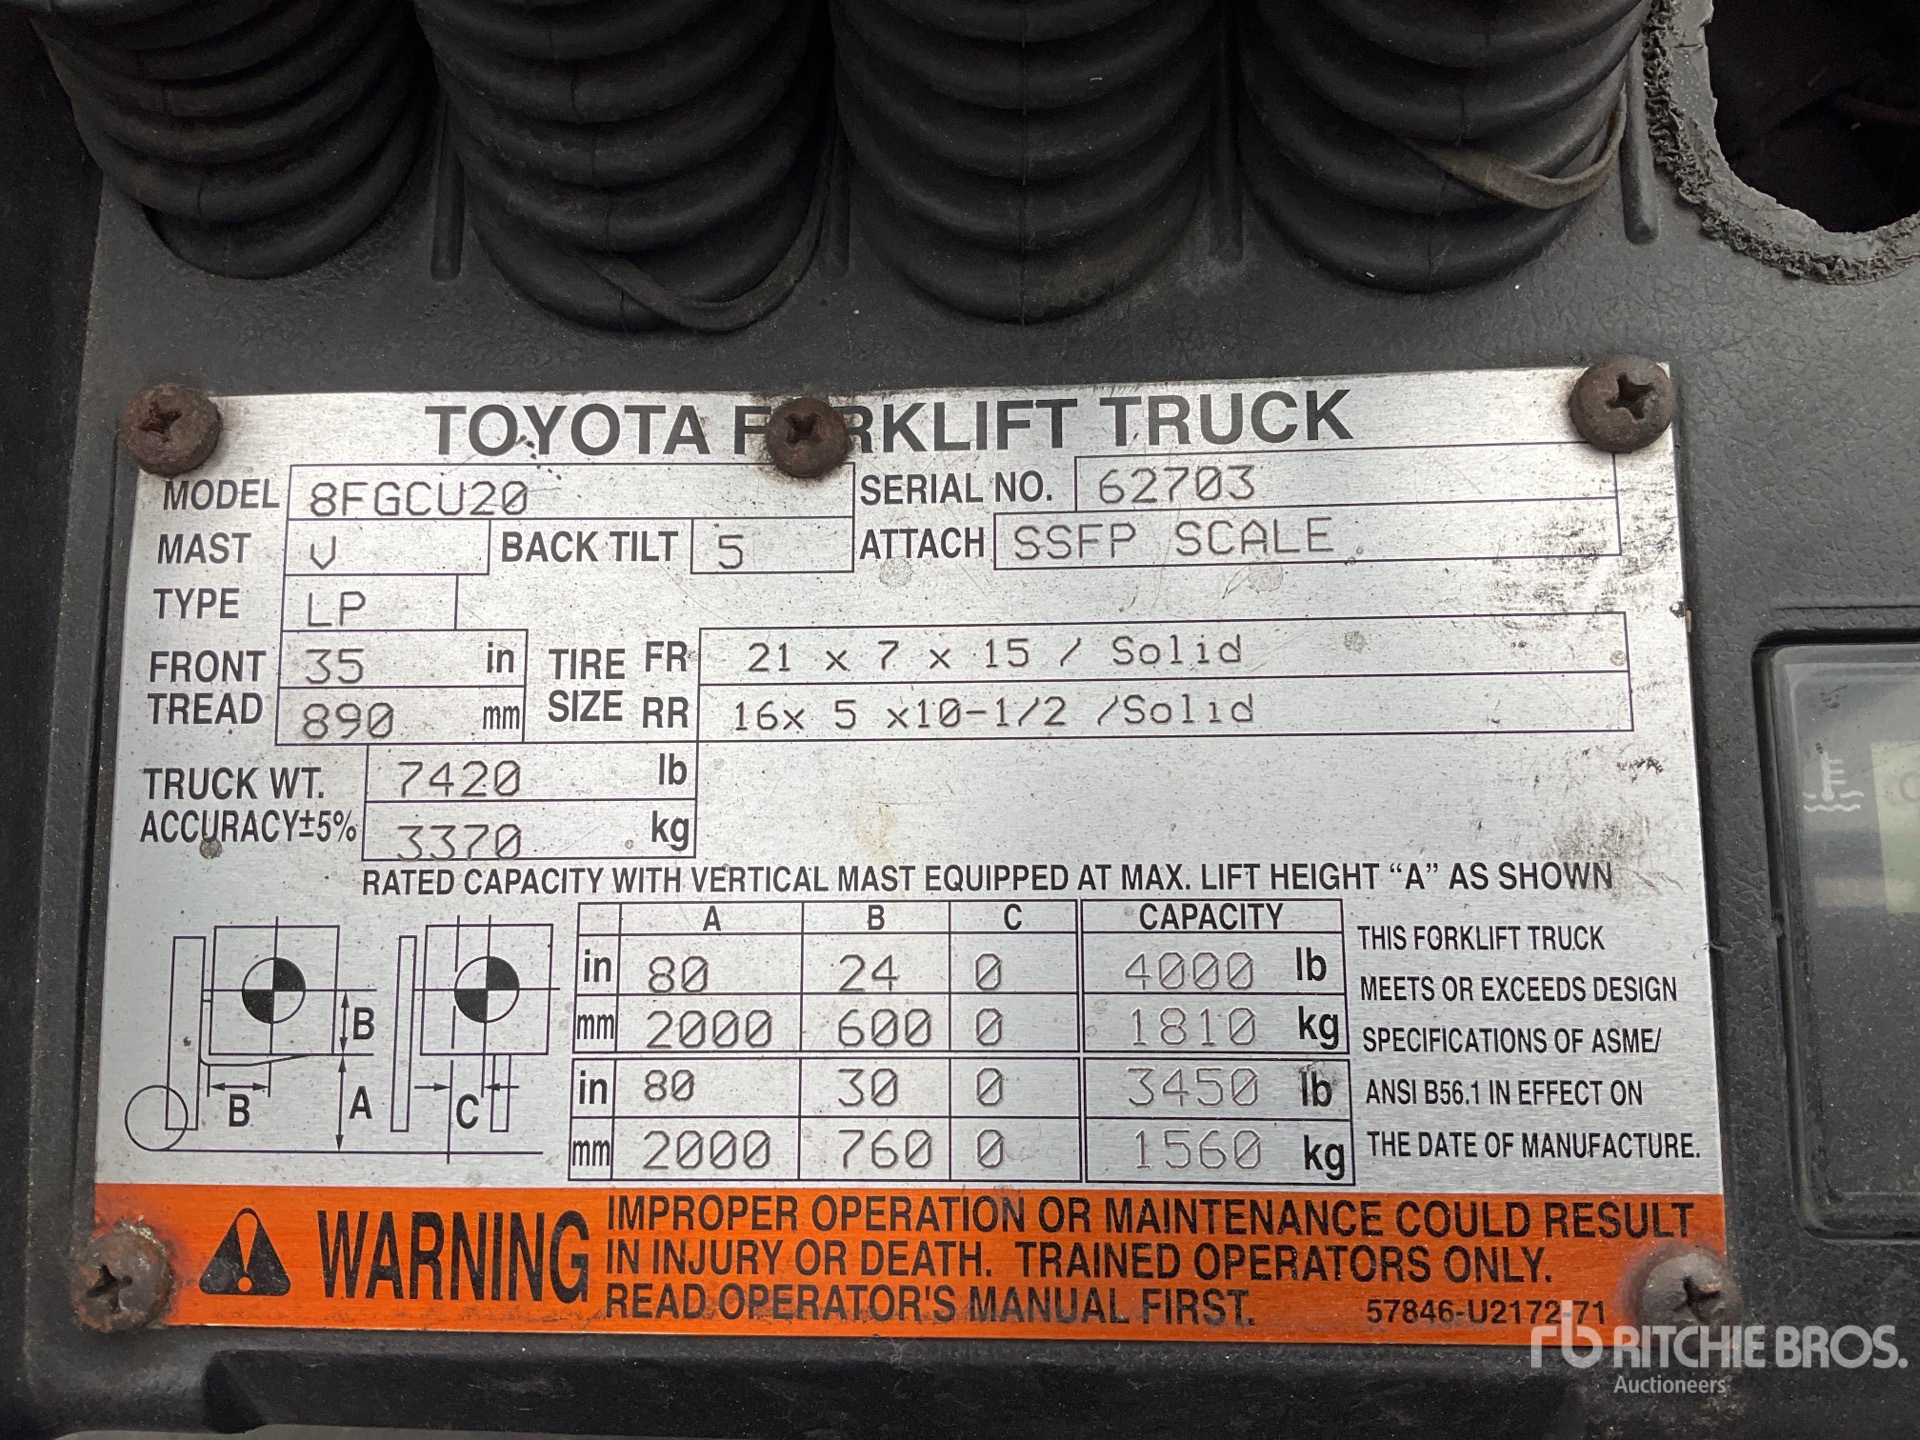 TOYOTA FORKLIFT TRUCK
MODEL 8FGCU20 SERIAL NO. 62703
MAST V BACK TILT 5 ATTACH SSFP SCALE
TYPE LP
FRONT TREAD 35 in TIRE SIZE FR 21 x 7 x 15 / Solid
890 mm RR 16x 5 x10-1/2 /Solid
TRUCK WT. 7420 lb
ACCURACY±5% 3370 kg
RATED CAPACITY WITH VERTICAL MAST EQUIPPED AT MAX. LIFT HEIGHT “A” AS SHOWN
A B C CAPACITY
in 80 24 0 4000 lb
mm 2000 600 0 1810 kg
in 80 30 0 3450 lb
mm 2000 760 0 1560 kg
B
B A C
THIS FORKLIFT TRUCK
MEETS OR EXCEEDS DESIGN
SPECIFICATIONS OF ASME/
ANSI B56.1 IN EFFECT ON
THE DATE OF MANUFACTURE.
WARNING
IMPROPER OPERATION OR MAINTENANCE COULD RESULT
IN INJURY OR DEATH. TRAINED OPERATORS ONLY.
READ OPERATOR'S MANUAL FIRST. 57846-U2172-71
rb RITCHIE BROS.
Auctioneers